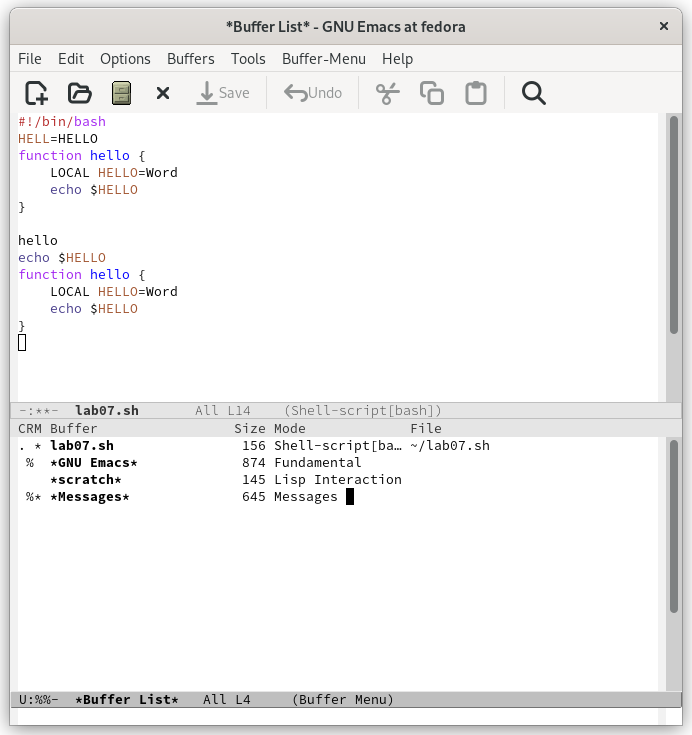 *Buffer List* - GNU Emacs at fedora ×
File Edit Options Buffers Tools Buffer-Menu Help
Save Undo
#!/bin/bash
HELL=HELLO
function hello {
    LOCAL HELLO=Word
    echo $HELLO
}
hello
echo $HELLO
function hello {
    LOCAL HELLO=Word
    echo $HELLO
}
-:**-  lab07.sh       All L14    (Shell-script[bash])
CRM Buffer                 Size Mode             File
. * lab07.sh                156 Shell-script[ba… ~/lab07.sh
 %  *GNU Emacs*             874 Fundamental
    *scratch*               145 Lisp Interaction
 %* *Messages*              645 Messages
U:%%-  *Buffer List*   All L4     (Buffer Menu)